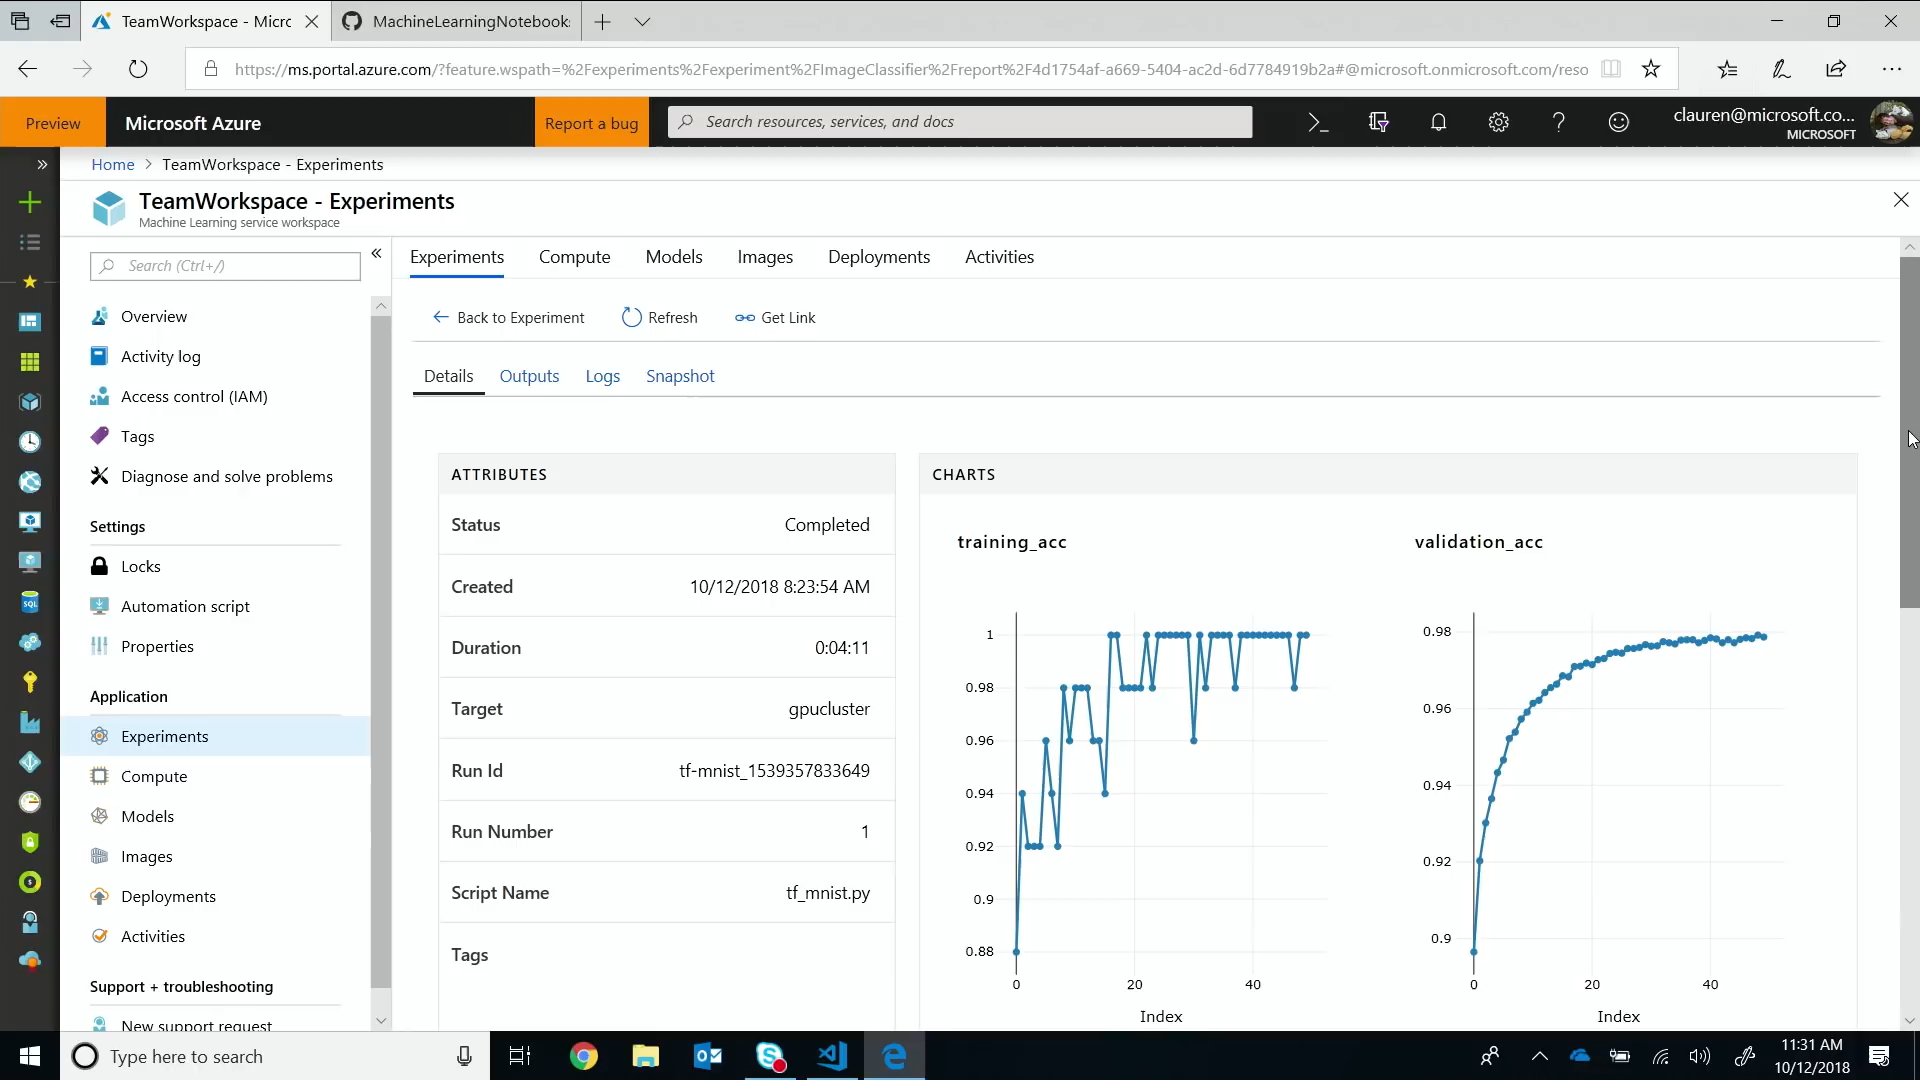 TeamWorkspace - Micr
MachineLearningNotebook
https://ms.portal.azure.com/?feature.wspath=%2Fexperiments%2Fexperiment%2FImageClassifier%2Freport%2F4d1754af-a669-5404-ac2d-6d7784919b2a#@microsoft.onmicrosoft.com/reso
Preview
Microsoft Azure
Report a bug
Search resources, services, and docs
clauren@microsoft.co...
MICROSOFT
Home > TeamWorkspace - Experiments
TeamWorkspace - Experiments
Machine Learning service workspace
Search (Ctrl+/)
Overview
Activity log
Access control (IAM)
Tags
Diagnose and solve problems
Settings
Locks
Automation script
Properties
Application
Experiments
Compute
Models
Images
Deployments
Activities
Support + troubleshooting
New support request
Experiments Compute Models Images Deployments Activities
Back to Experiment Refresh Get Link
Details Outputs Logs Snapshot
ATTRIBUTES
Status Completed
Created 10/12/2018 8:23:54 AM
Duration 0:04:11
Target gpucluster
Run Id tf-mnist_1539357833649
Run Number 1
Script Name tf_mnist.py
Tags
CHARTS
training_acc
1
0.98
0.96
0.94
0.92
0.9
0.88
0 20 40
Index
validation_acc
0.98
0.96
0.94
0.92
0.9
0 20 40
Index
SQL
Type here to search
11:31 AM
10/12/2018